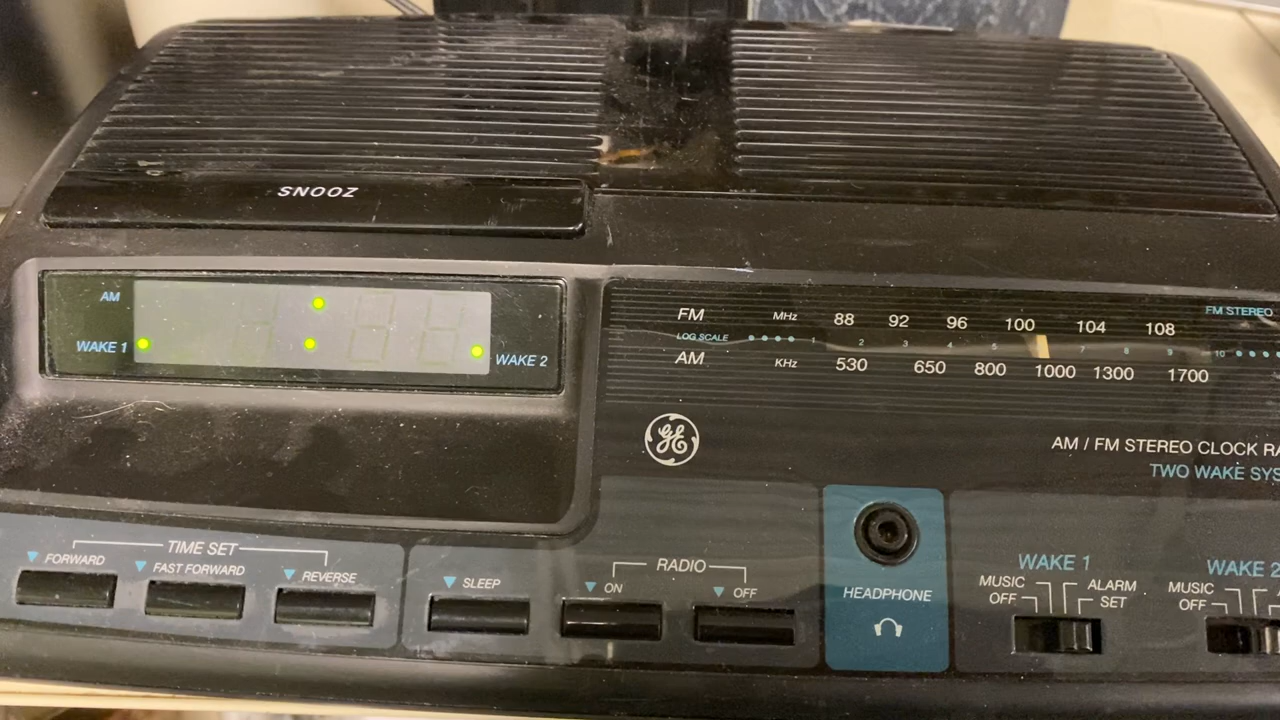 SNOOZ
AM
WAKE 1
WAKE 2
FM MHz 88 92 96 100 104 108 FM STEREO
LOG SCALE 1 2 3 4 5 7 8 9 10
AM KHz 530 650 800 1000 1300 1700
GE
AM / FM STEREO CLOCK RA
TWO WAKE SYS
TIME SET
FORWARD FAST FORWARD REVERSE
SLEEP
RADIO
ON OFF
HEADPHONE
WAKE 1
MUSIC ALARM
OFF SET
WAKE 2
MUSIC
OFF